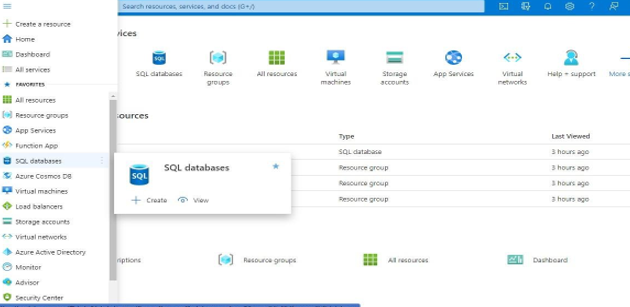 Search resources, services, and docs (G+/)
Create a resource
Home
Dashboard
All services
FAVORITES
All resources
Resource groups
App Services
Function App
SQL databases
Azure Cosmos DB
Virtual machines
Load balancers
Storage accounts
Virtual networks
Azure Active Directory
Monitor
Advisor
Security Center
vices
SQL databases
Resource groups
All resources
Virtual machines
Storage accounts
App Services
Virtual networks
Help + support
More s
ources
Type
Last Viewed
SQL database
3 hours ago
Resource group
3 hours ago
Resource group
3 hours ago
Resource group
3 hours ago
SQL
SQL databases
Create
View
criptions
Resource groups
All resources
Dashboard